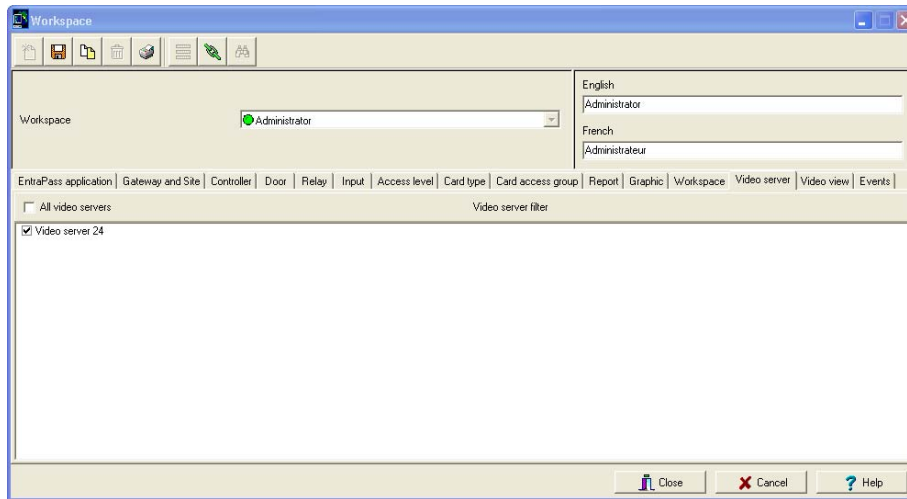 Workspace
English
Administrator
Workspace
Administrator
French
Administrateur
EntraPass application Gateway and Site Controller Door Relay Input Access level Card type Card access group Report Graphic Workspace Video server Video view Events
All video servers Video server filter
Video server 24
Close Cancel ? Help